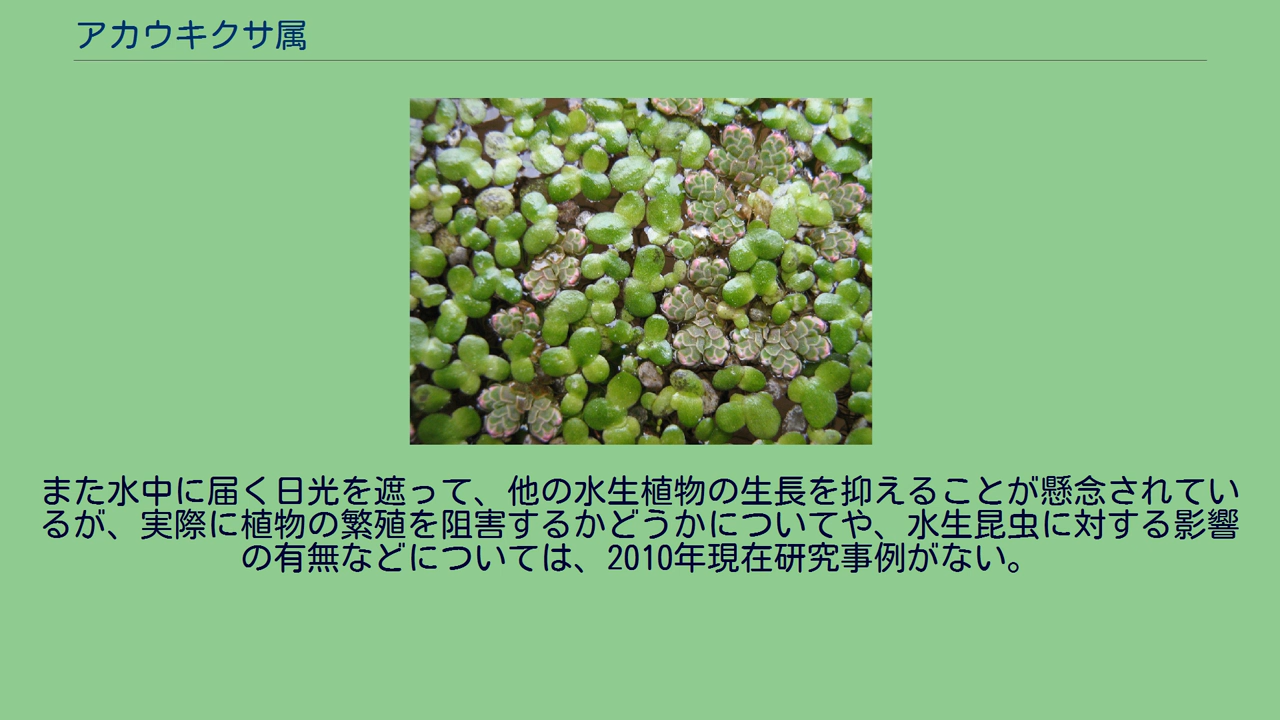 アカウキクサ属
また水中に届く日光を遮って、他の水生植物の生長を抑えることが懸念されてい
るが、実際に植物の繁殖を阻害するかどうかについてや、水生昆虫に対する影響
の有無などについては、2010年現在研究事例がない。